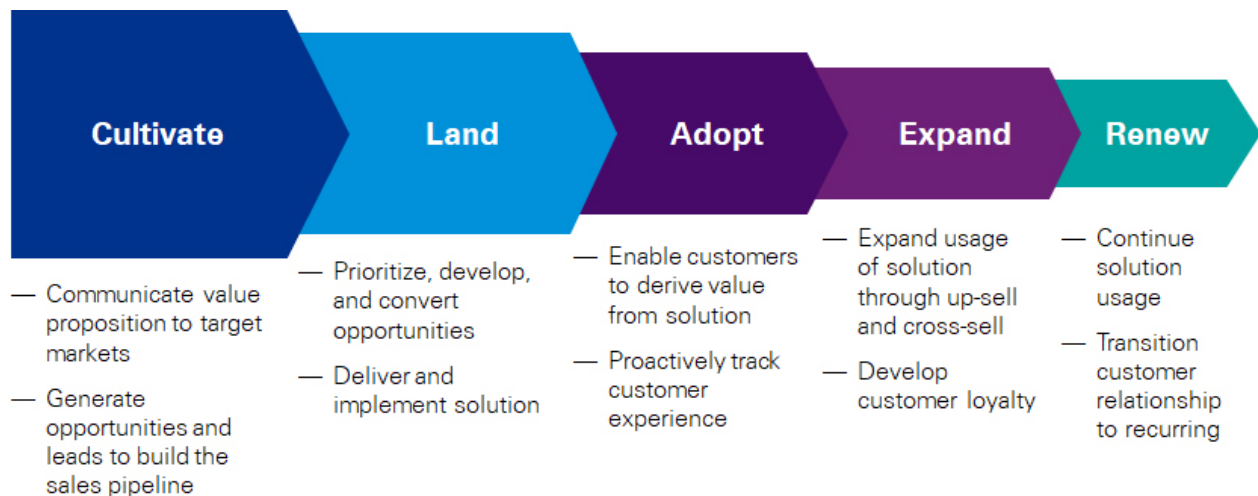 Cultivate
Land
Adopt
Expand
Renew
— Communicate value
proposition to target
markets
— Generate
opportunities and
leads to build the
sales pipeline
— Prioritize, develop,
and convert
opportunities
— Deliver and
implement solution
— Enable customers
to derive value
from solution
— Proactively track
customer
experience
— Expand usage
of solution
through up-sell
and cross-sell
— Develop
customer loyalty
— Continue
solution
usage
— Transition
customer
relationship
to recurring